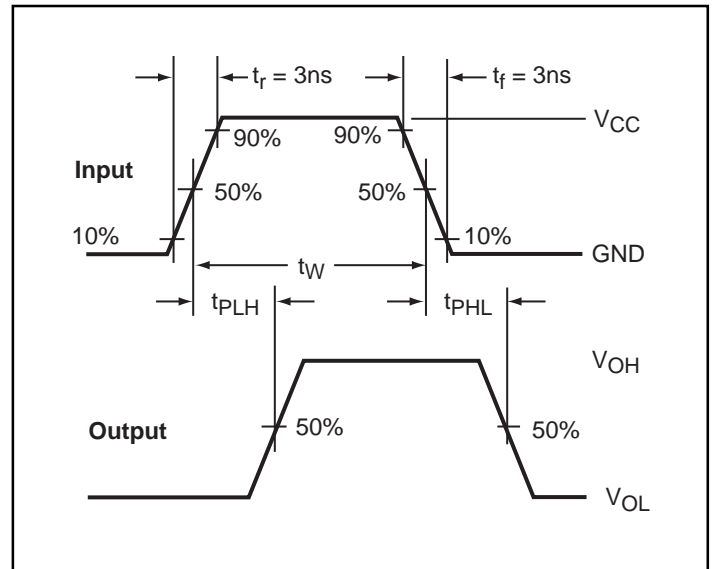 tr = 3ns
tf = 3ns
VCC
90%
90%
Input
50%
50%
10%
10%
GND
tW
tPLH
tPHL
VOH
Output
50%
50%
VOL